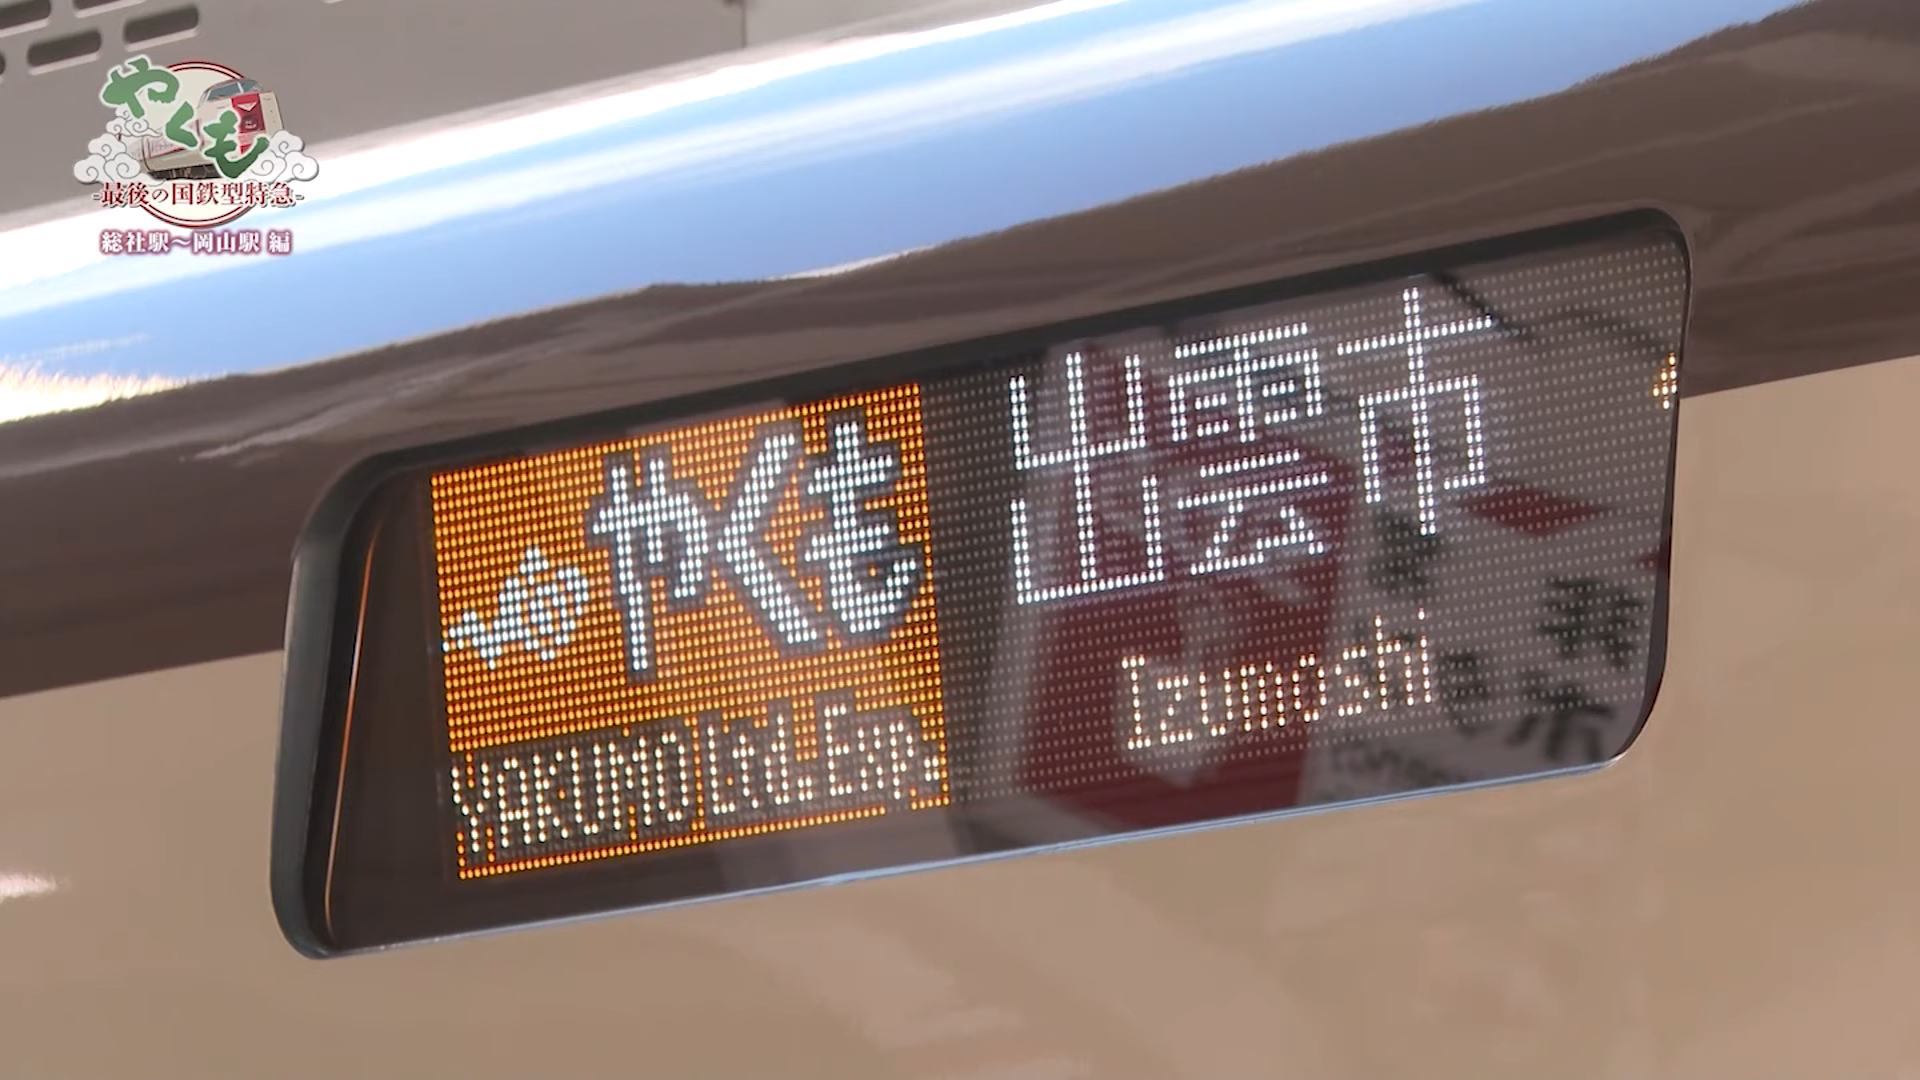 やくも
-最後の国鉄型特急-
総社駅～岡山駅 編
ゆやくも
YAKUMO Ltd. Exp.
出雲市
Izumoshi